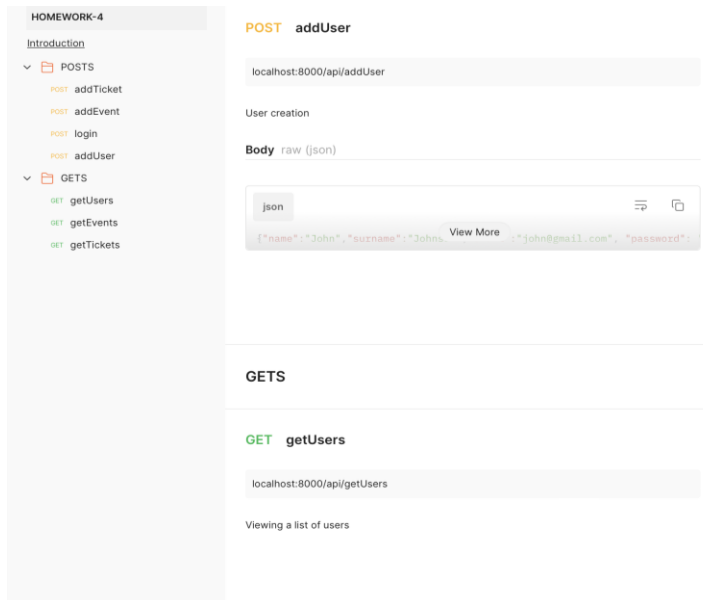 HOMEWORK-4
Introduction
POSTS
POST addTicket
POST addEvent
POST login
POST addUser
GETS
GET getUsers
GET getEvents
GET getTickets
POST addUser
localhost:8000/api/addUser
User creation
Body raw (json)
json
View More
{"name":"John","surname":"Johns :"john@gmail.com", "password":
GETS
GET getUsers
localhost:8000/api/getUsers
Viewing a list of users